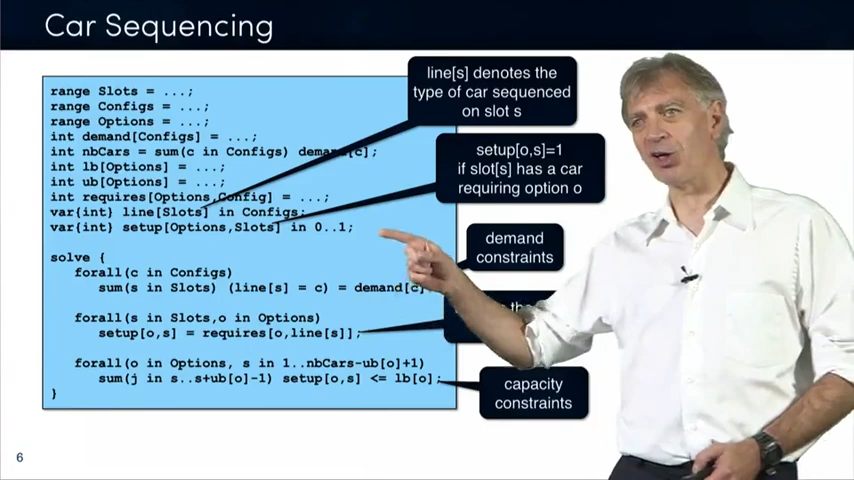 Car Sequencing
range Slots = ...;
range Configs = ...;
range Options = ...;
int demand[Configs] = ...;
int nbCars = sum(c in Configs) demand[c];
int lb[Options] = ...;
int ub[Options] = ...;
int requires[Options,Config] = ...;
var{int} line[Slots] in Configs;
var{int} setup[Options,Slots] in 0..1;
solve {
forall(c in Configs)
sum(s in Slots) (line[s] = c) = demand[c]
forall(s in Slots,o in Options)
setup[o,s] = requires[o,line[s]];
forall(o in Options, s in 1..nbCars-ub[o]+1)
sum(j in s..s+ub[o]-1) setup[o,s] <= lb[o];
}
line[s] denotes the
type of car sequenced
on slot s
setup[o,s]=1
if slot[s] has a car
requiring option o
demand
constraints
the
capacity
constraints
6